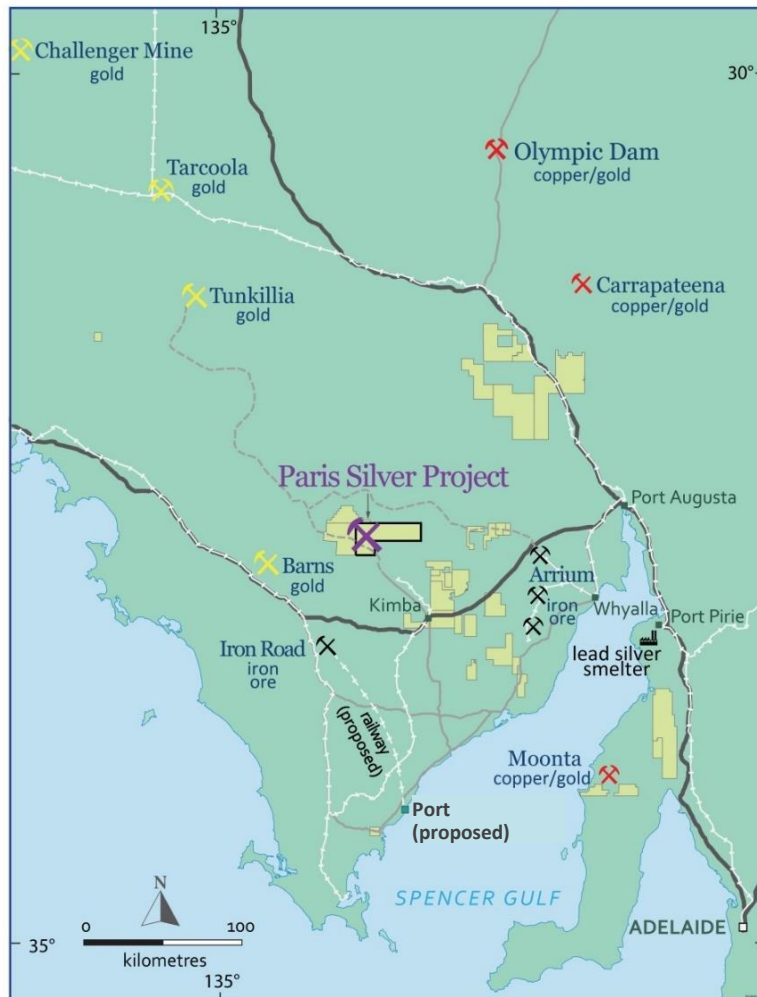 135°
30°
Challenger Mine
gold
Olympic Dam
copper/gold
Tarcoola
gold
Carrapateena
copper/gold
Tunkillia
gold
Paris Silver Project
Port Augusta
Barns
gold
Arrium
iron
ore
Kimba
Whyalla
Port Pirie
lead silver
smelter
Iron Road
iron
ore
railway
(proposed)
Moonta
copper/gold
Port
(proposed)
SPENCER GULF
N
0 100
kilometres
ADELAIDE
35°
135°